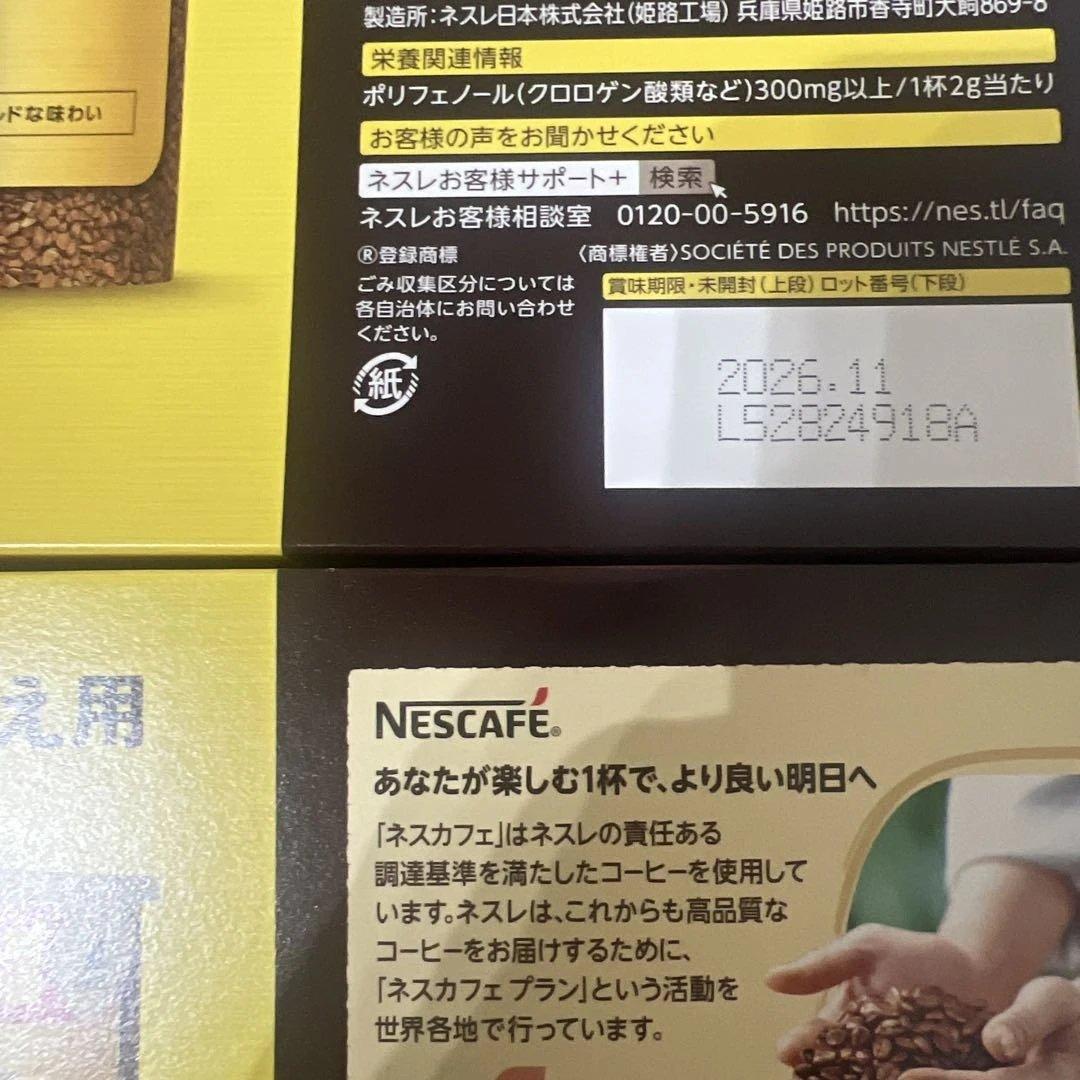 製造所：ネスレ日本株式会社(姫路工場) 兵庫県姫路市香寺町犬飼869-8
栄養関連情報
ポリフェノール(クロロゲン酸類など)300mg以上/1杯2g当たり
ルドな味わい
お客様の声をお聞かせください
ネスレお客様サポート+ 検索
ネスレお客様相談室 0120-00-5916 https://nes.tl/faq
®登録商標 〈商標権者〉SOCIÉTÉ DES PRODUITS NESTLÉ S.A.
ごみ収集区分については
各自治体にお問い合わせ
ください。
紙
賞味期限・未開封(上段) ロット番号(下段)
2026.11
LS2824918A
え用
NESCAFÉ®
あなたが楽しむ1杯で、より良い明日へ
「ネスカフェ」はネスレの責任ある
調達基準を満たしたコーヒーを使用して
います。ネスレは、これからも高品質な
コーヒーをお届けするために、
「ネスカフェ プラン」という活動を
世界各地で行っています。